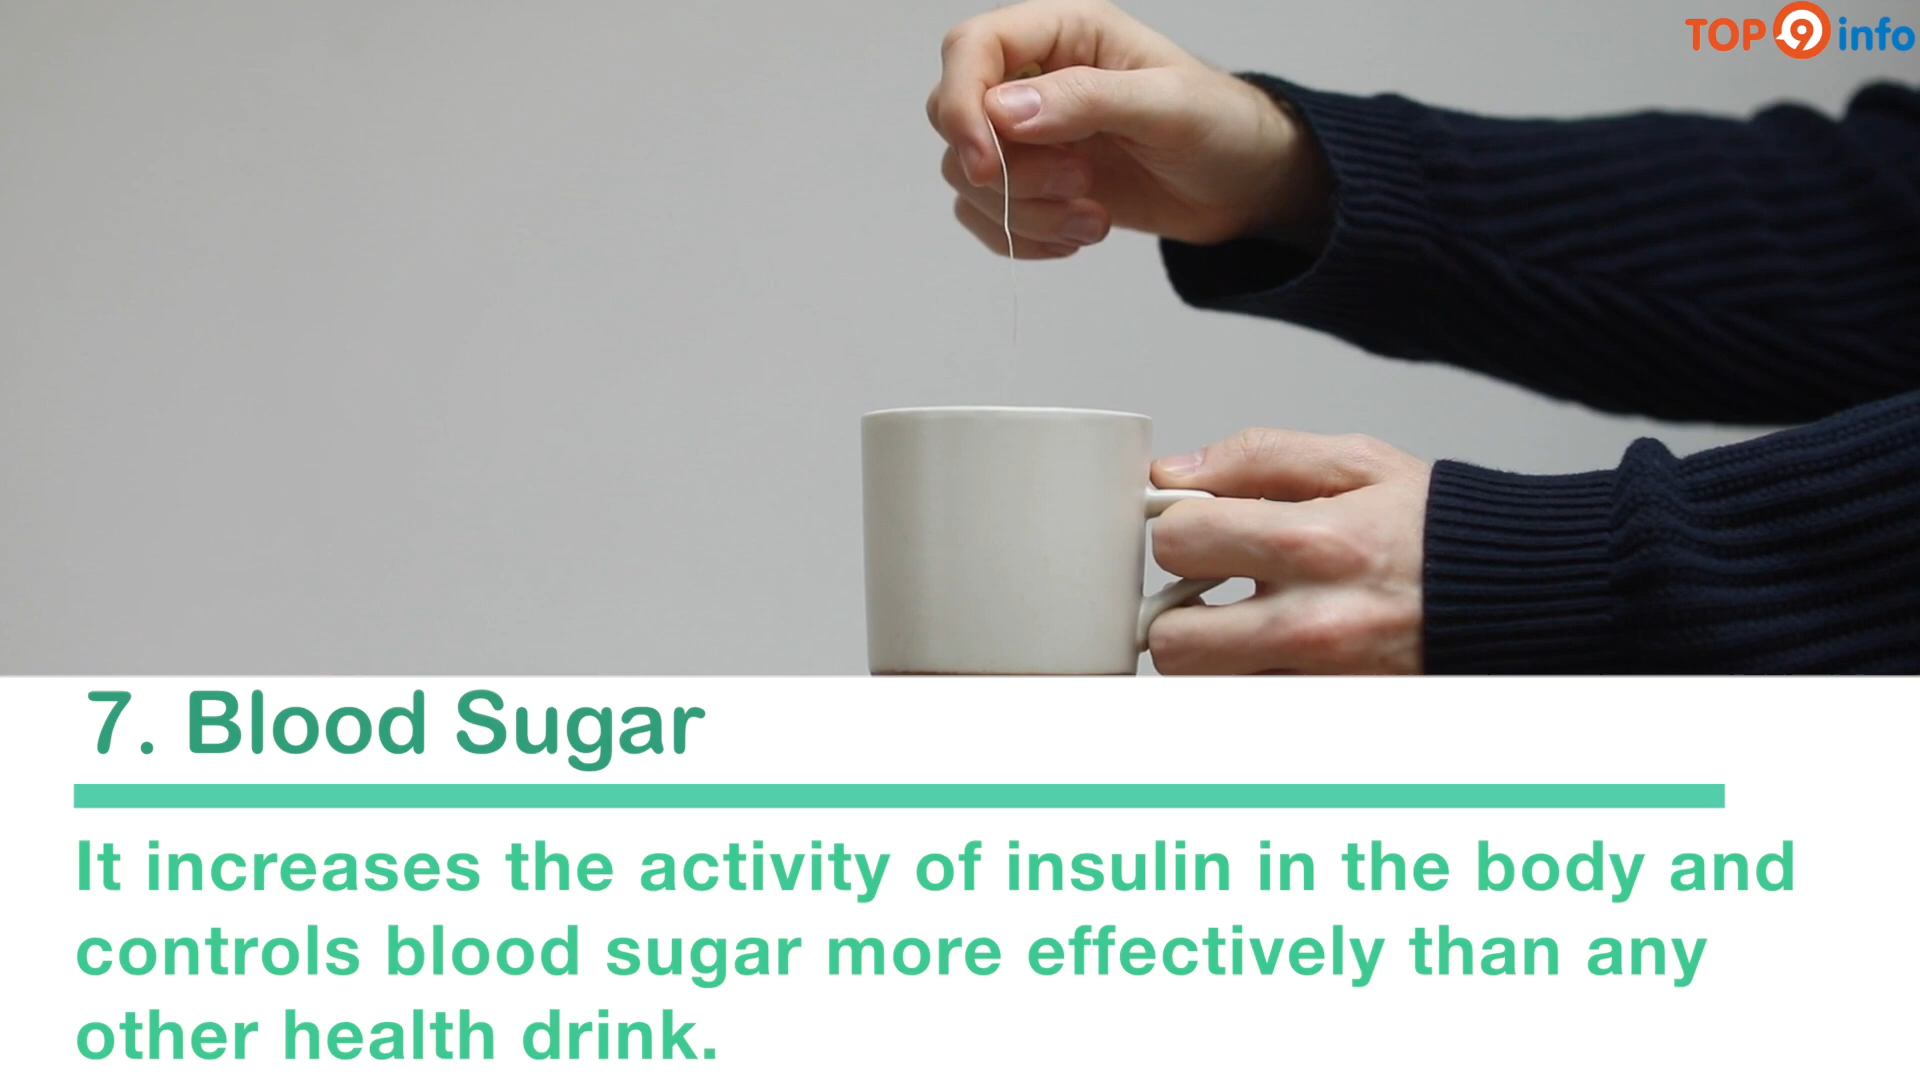 TOP 9 info
7. Blood Sugar
It increases the activity of insulin in the body and
controls blood sugar more effectively than any
other health drink.